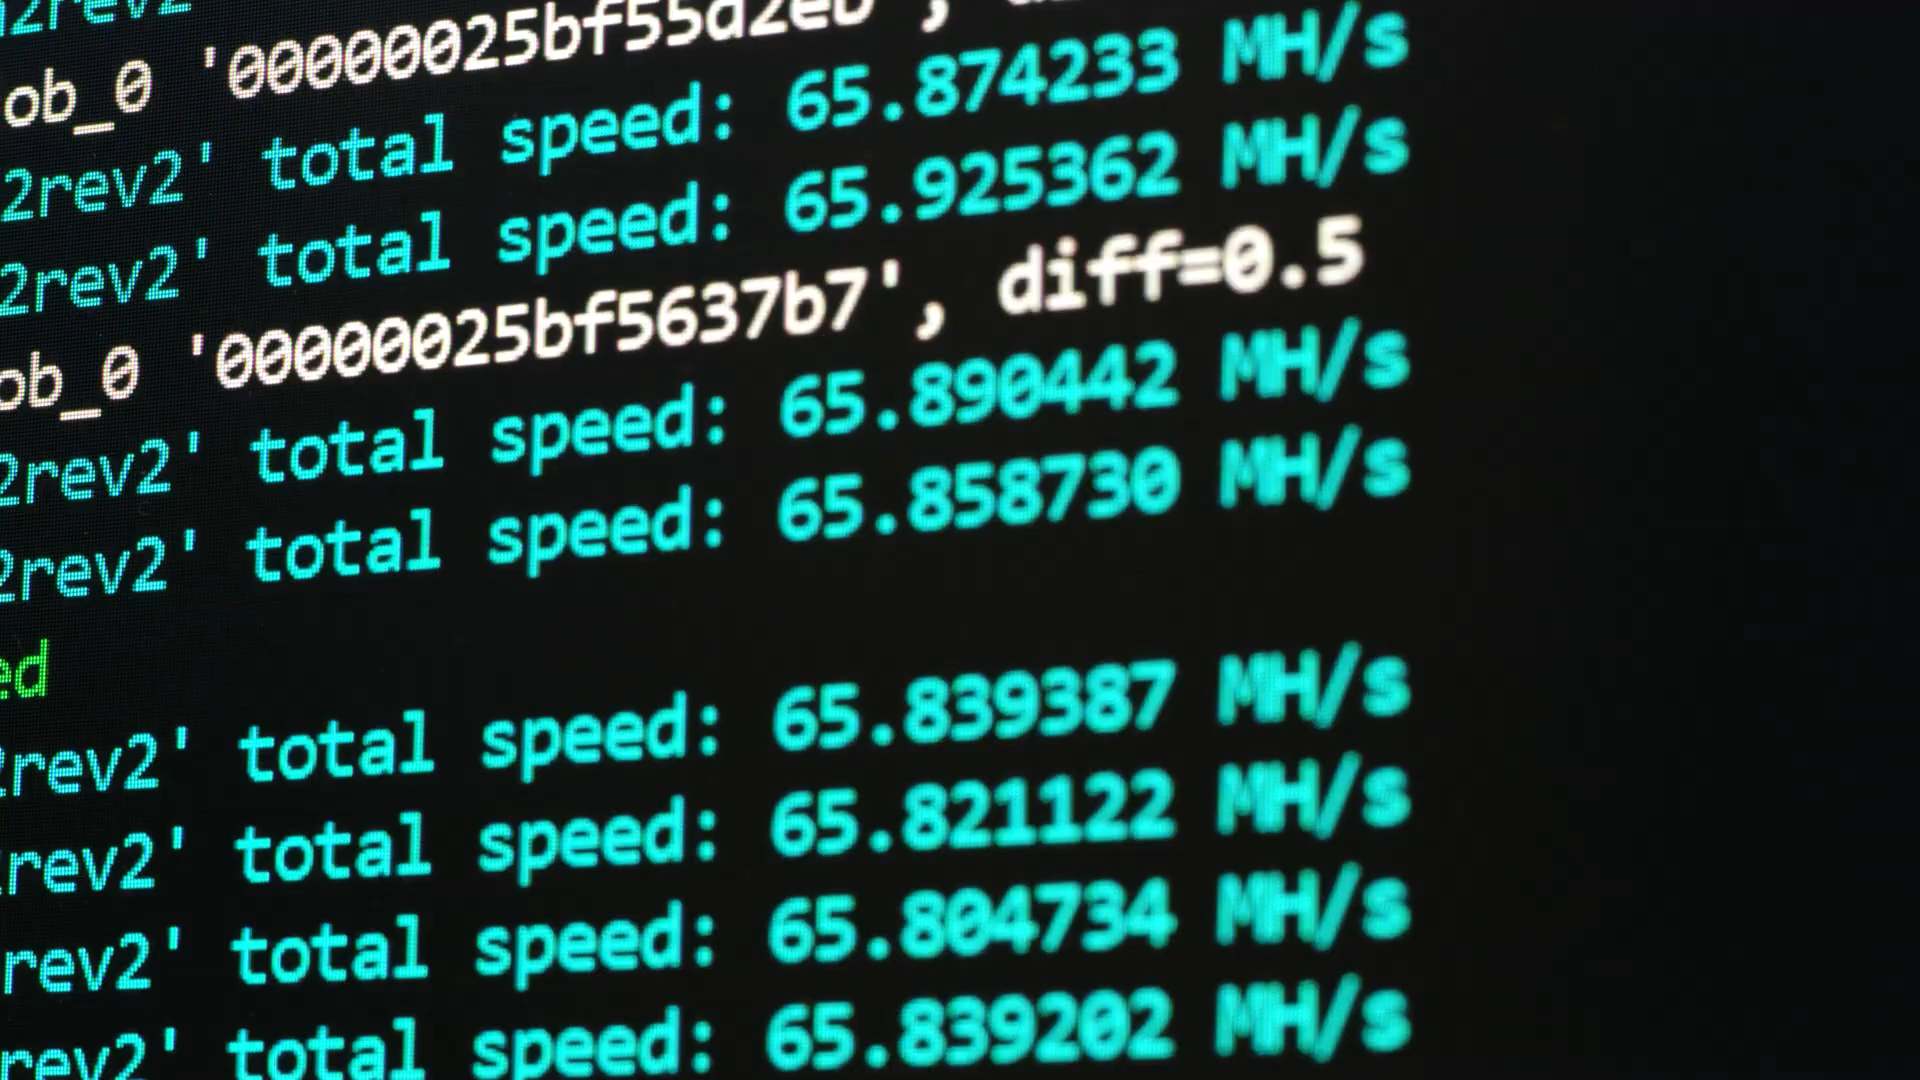 2rev2
ob_0 '00000025bf55d2eb',
2rev2' total speed: 65.874233 MH/s
2rev2' total speed: 65.925362 MH/s
ob_0 '00000025bf5637b7', diff=0.5
2rev2' total speed: 65.890442 MH/s
2rev2' total speed: 65.858730 MH/s
ed
2rev2' total speed: 65.839387 MH/s
rev2' total speed: 65.821122 MH/s
rev2' total speed: 65.804734 MH/s
rev2' total speed: 65.839202 MH/s